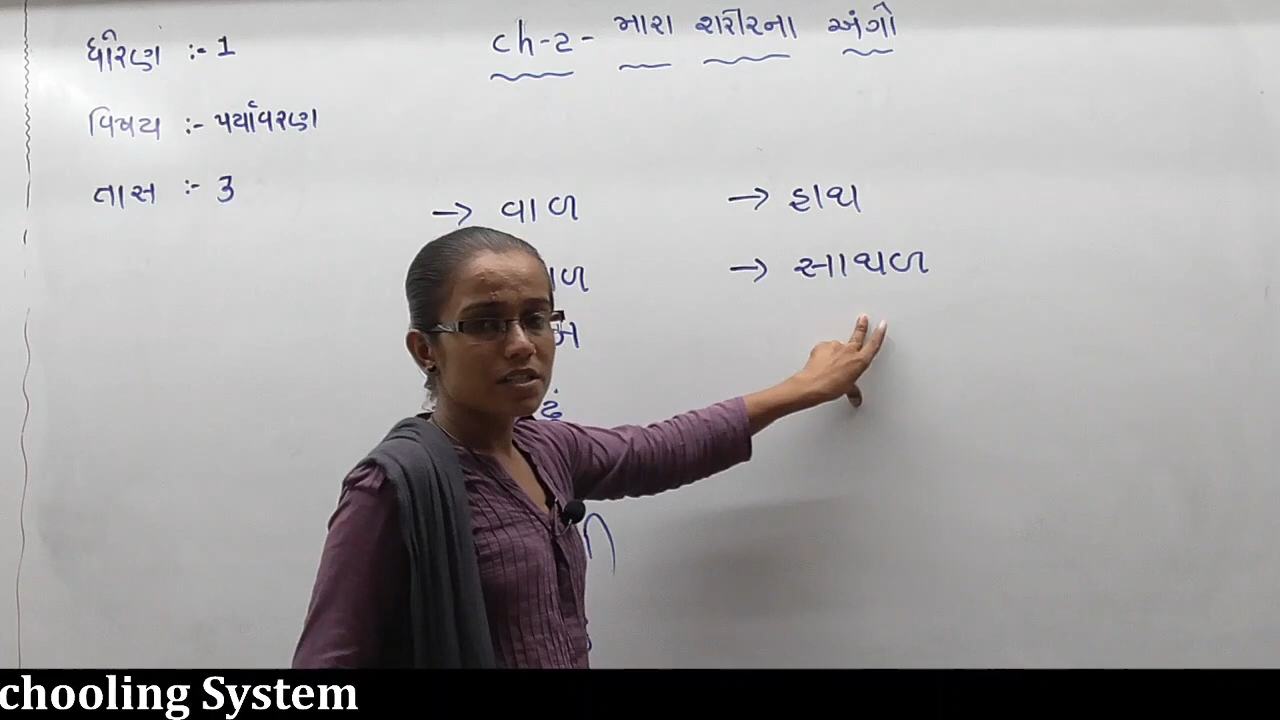 ધોરણ :- 1
ch-2- મારા શરીરના અંગો
વિષય :- પર્યાવરણ
તાસ :- 3
→ વાળ
→ હાથ
→ સાથળ
chooling System